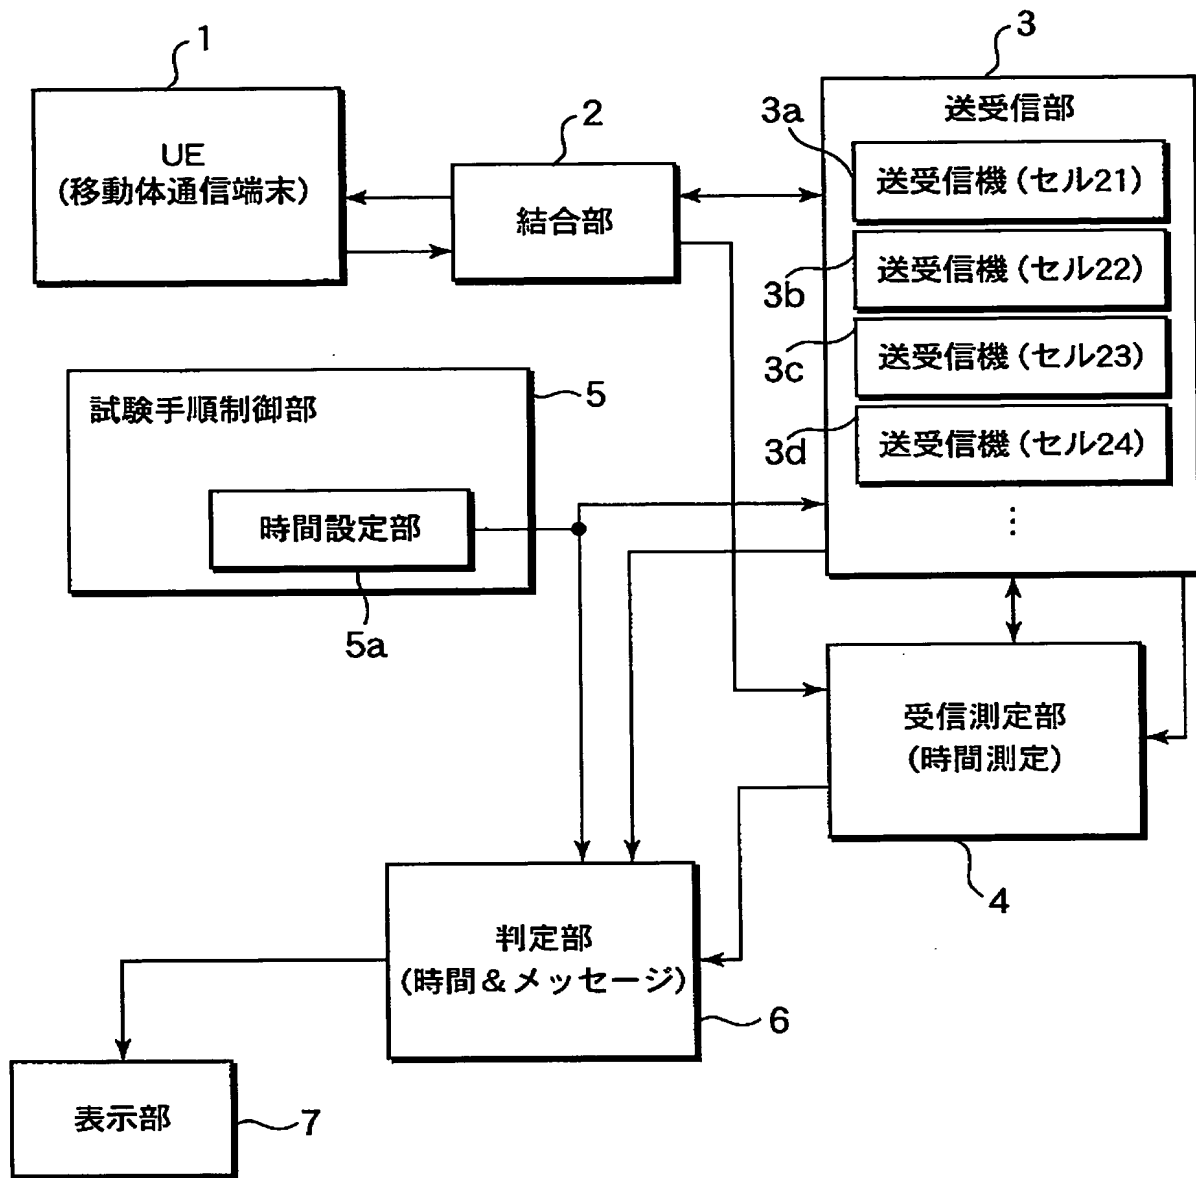 1
UE
(移動体通信端末)
2
結合部
3
送受信部
3a
送受信機(セル21)
3b
送受信機(セル22)
3c
送受信機(セル23)
3d
送受信機(セル24)
⋮
試験手順制御部
5
時間設定部
5a
受信測定部
(時間測定)
4
判定部
(時間&メッセージ)
6
表示部
7